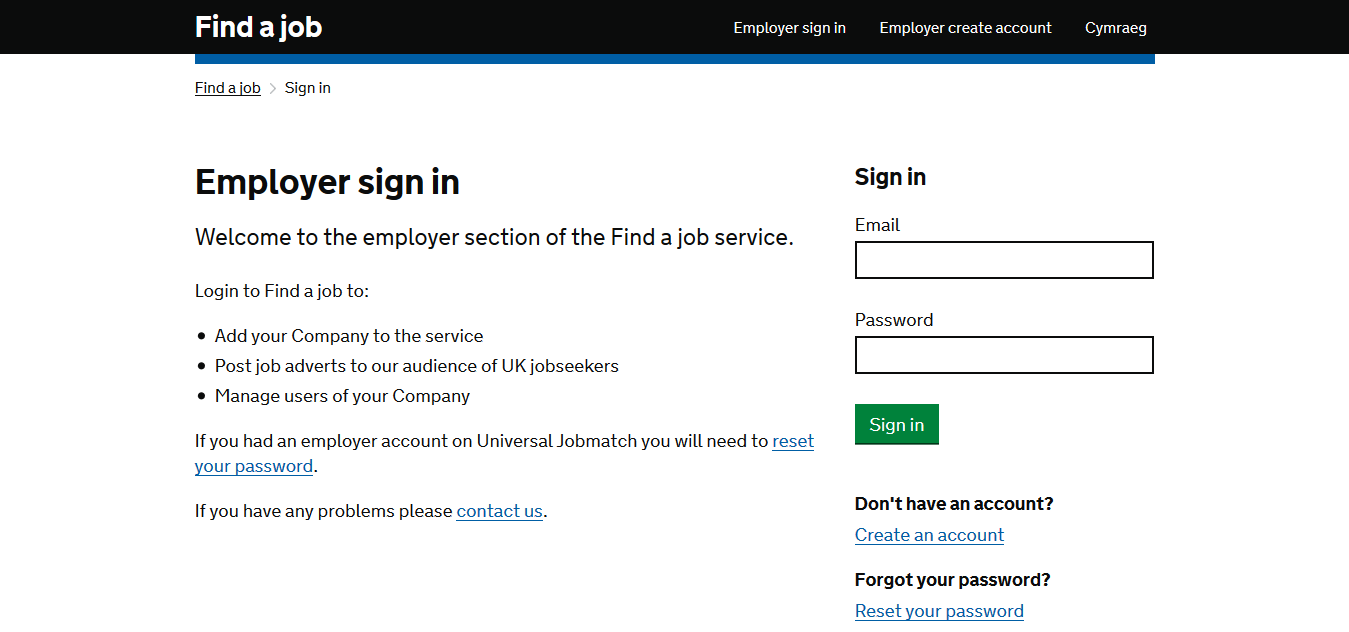 Find a job
Employer sign in
Employer create account
Cymraeg
Find a job > Sign in
Employer sign in
Welcome to the employer section of the Find a job service.
Login to Find a job to:
• Add your Company to the service
• Post job adverts to our audience of UK jobseekers
• Manage users of your Company
If you had an employer account on Universal Jobmatch you will need to reset
your password.
If you have any problems please contact us.
Sign in
Email
Password
Sign in
Don't have an account?
Create an account
Forgot your password?
Reset your password